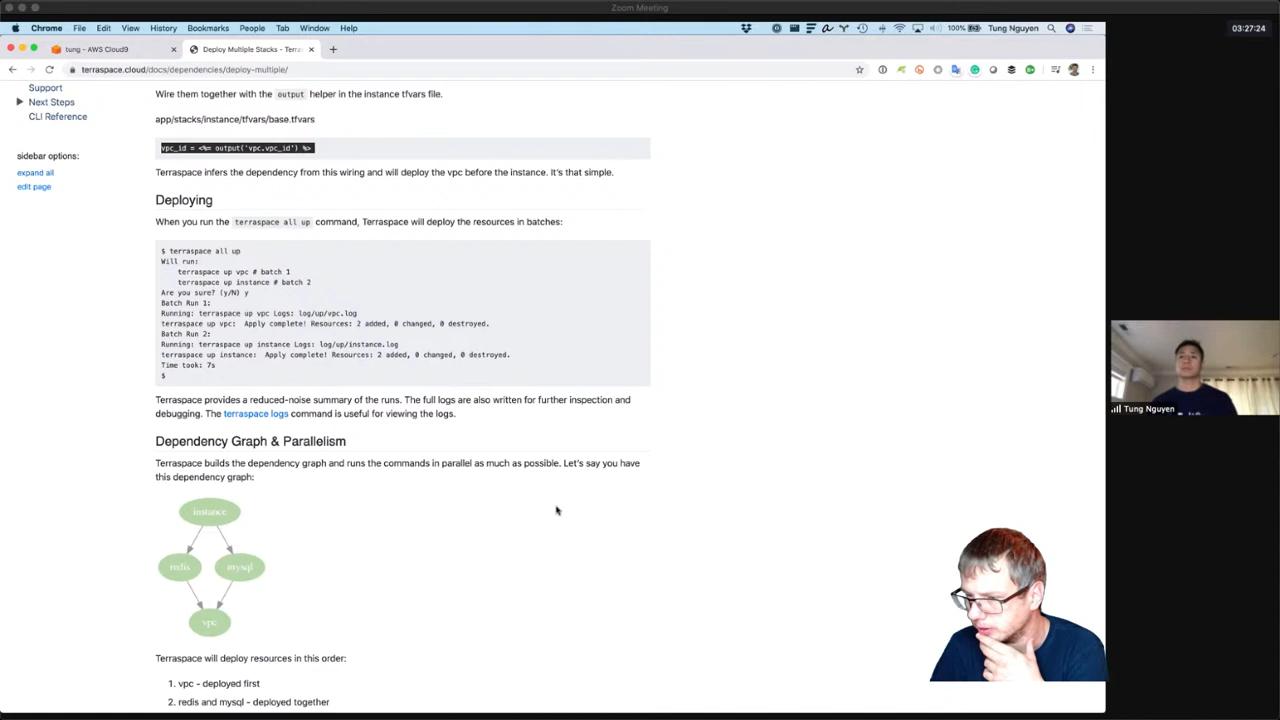 Zoom Meeting
Chrome File Edit View History Bookmarks People Tab Window Help
100% Tung Nguyen
03:27:24
tung - AWS Cloud9
Deploy Multiple Stacks - Terra
terraspace.cloud/docs/dependencies/deploy-multiple/
Support
Next Steps
CLI Reference
sidebar options:
expand all
edit page
Wire them together with the output helper in the instance tfvars file.
app/stacks/instance/tfvars/base.tfvars
vpc_id = <%= output('vpc.vpc_id') %>
Terraspace infers the dependency from this wiring and will deploy the vpc before the instance. It's that simple.
Deploying
When you run the terraspace all up command, Terraspace will deploy the resources in batches:
$ terraspace all up
Will run:
terraspace up vpc # batch 1
terraspace up instance # batch 2
Are you sure? (y/N) y
Batch Run 1:
Running: terraspace up vpc Logs: log/up/vpc.log
terraspace up vpc: Apply complete! Resources: 2 added, 0 changed, 0 destroyed.
Batch Run 2:
Running: terraspace up instance Logs: log/up/instance.log
terraspace up instance: Apply complete! Resources: 2 added, 0 changed, 0 destroyed.
Time took: 7s
$
Terraspace provides a reduced-noise summary of the runs. The full logs are also written for further inspection and
debugging. The terraspace logs command is useful for viewing the logs.
Dependency Graph & Parallelism
Terraspace builds the dependency graph and runs the commands in parallel as much as possible. Let's say you have
this dependency graph:
instance
redis
mysql
vpc
Terraspace will deploy resources in this order:
1. vpc - deployed first
2. redis and mysql - deployed together
Tung Nguyen